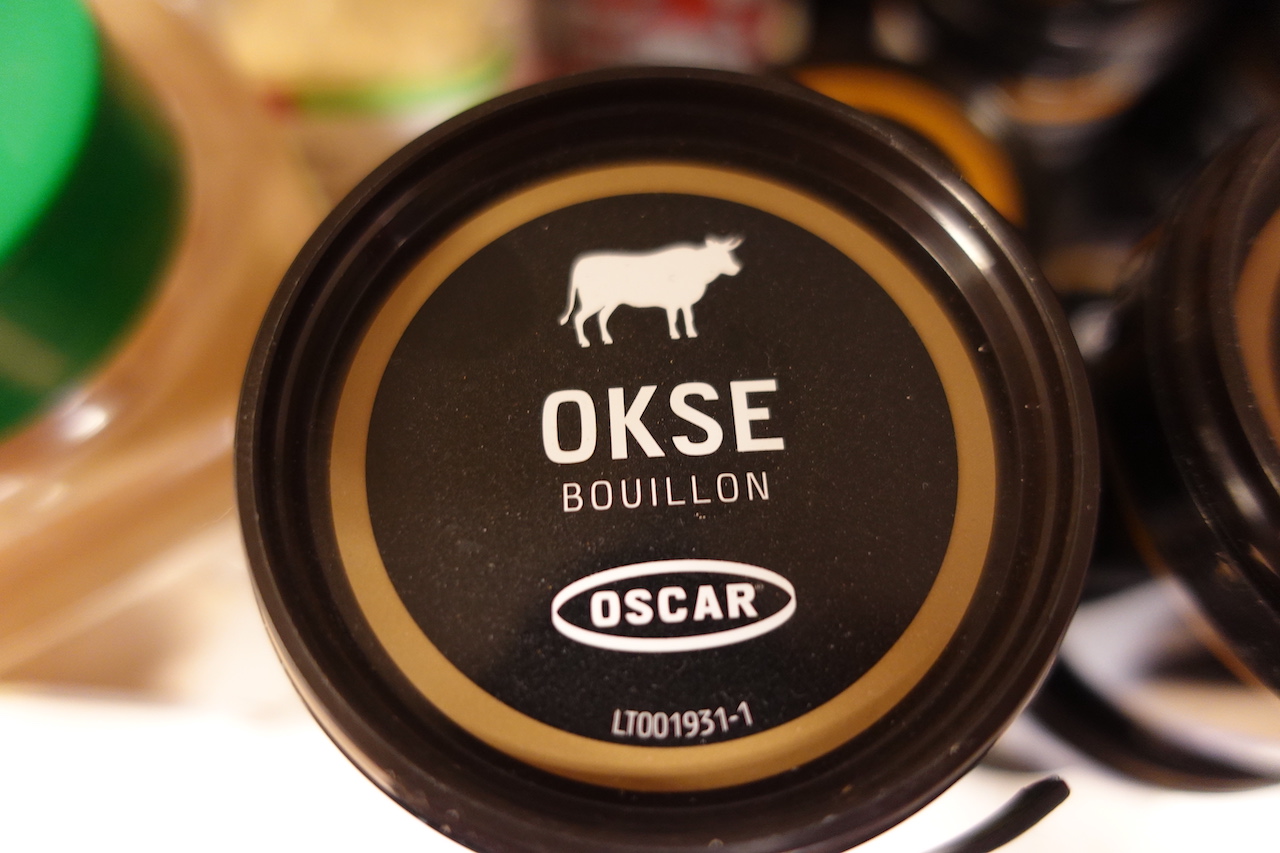 OKSE
BOUILLON
OSCAR
LT001931-1